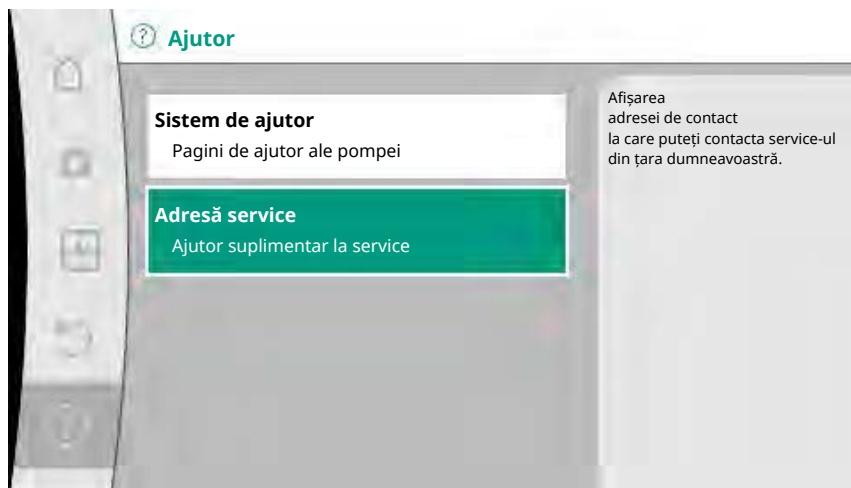 Ajutor
Sistem de ajutor
Pagini de ajutor ale pompei
Adresă service
Ajutor suplimentar la service
Afișarea
adresei de contact
la care puteți contacta service-ul
din țara dumneavoastră.